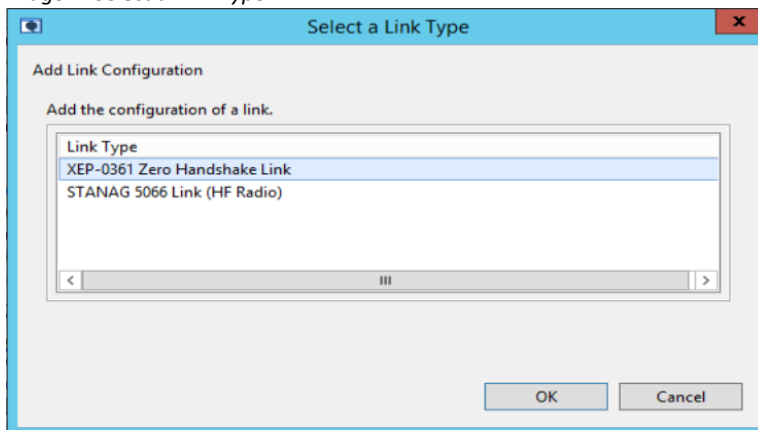 Select a Link Type
Add Link Configuration
Add the configuration of a link.
Link Type
XEP-0361 Zero Handshake Link
STANAG 5066 Link (HF Radio)
OK Cancel